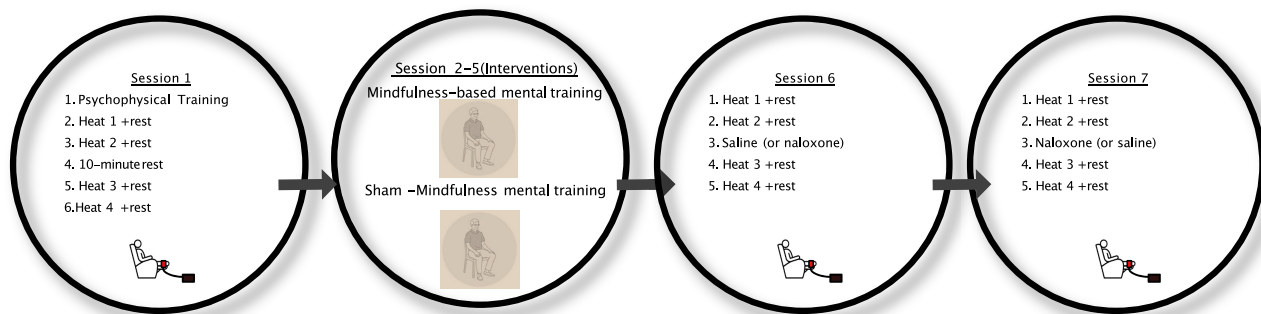 Session 1
1. Psychophysical Training
2. Heat 1 +rest
3. Heat 2 +rest
4. 10-minute rest
5. Heat 3 +rest
6.Heat 4 +rest
Session 2-5(Interventions)
Mindfulness-based mental training
Sham -Mindfulness mental training
Session 6
1. Heat 1 +rest
2. Heat 2 +rest
3. Saline (or naloxone)
4. Heat 3 +rest
5. Heat 4 +rest
Session 7
1. Heat 1 +rest
2. Heat 2 +rest
3. Naloxone (or saline)
4. Heat 3 +rest
5. Heat 4 +rest